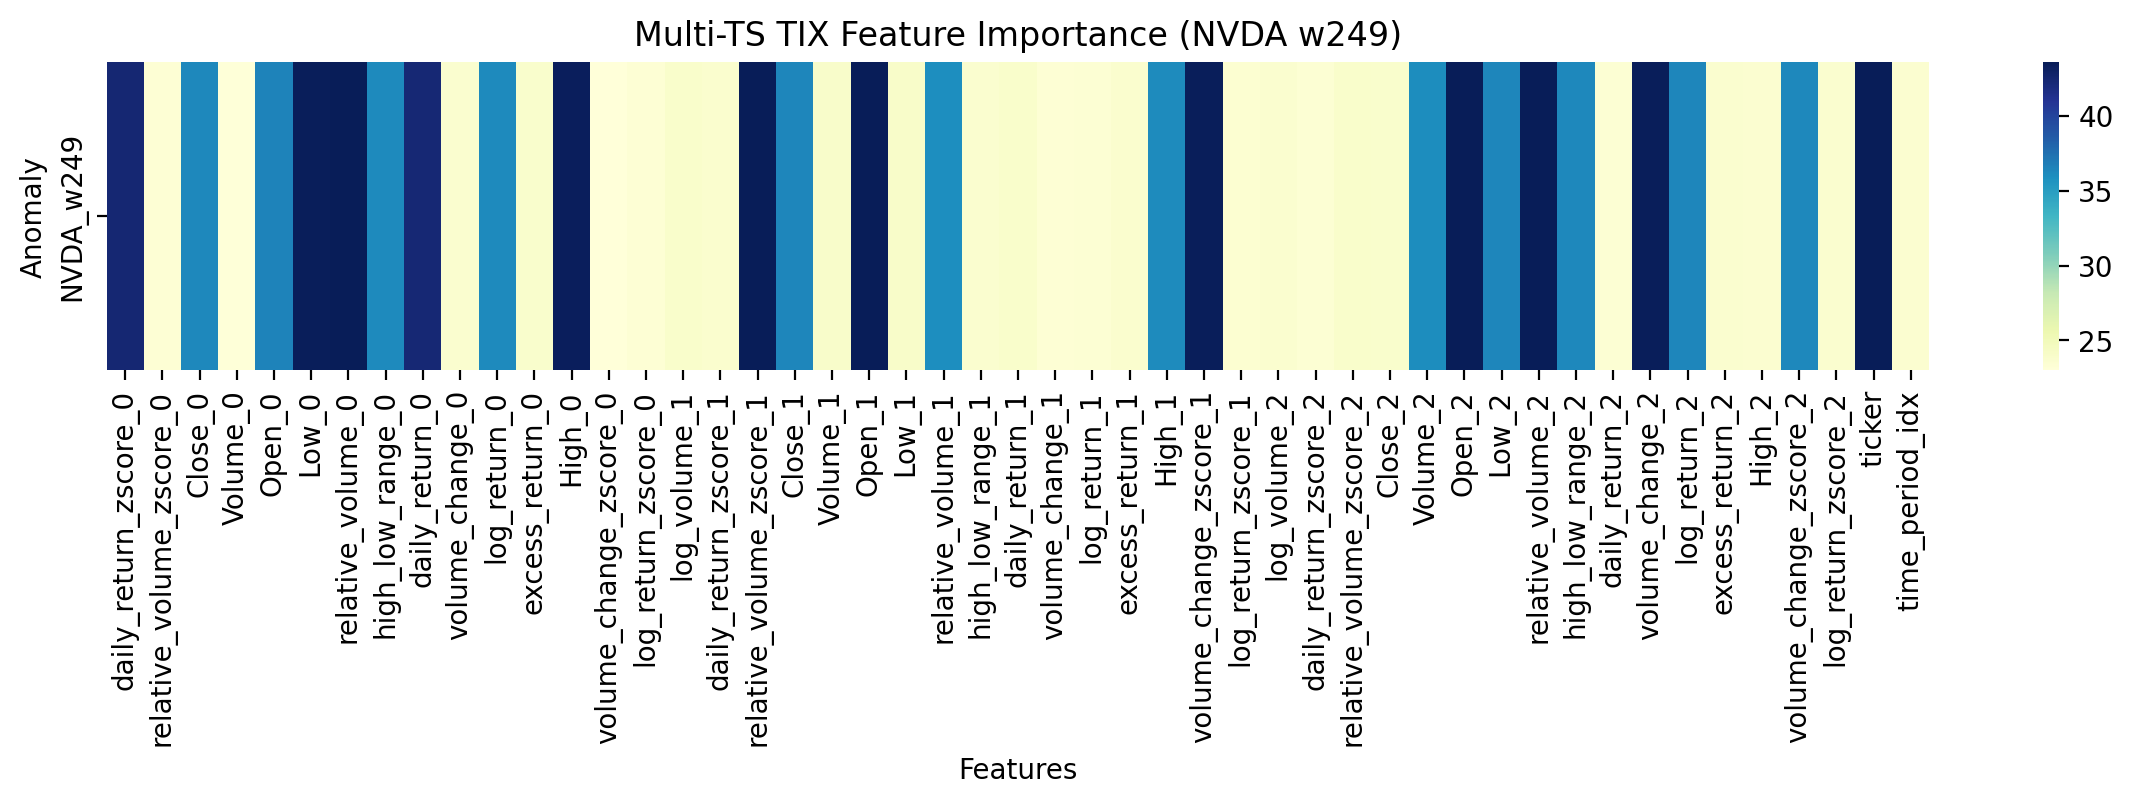 Multi-TS TIX Feature Importance (NVDA w249)
Anomaly
NVDA_w249
daily_return_zscore_0
relative_volume_zscore_0
Close_0
Volume_0
Open_0
Low_0
relative_volume_0
high_low_range_0
daily_return_0
volume_change_0
log_return_0
excess_return_0
High_0
volume_change_zscore_0
log_return_zscore_0
log_volume_1
daily_return_zscore_1
relative_volume_zscore_1
Close_1
Volume_1
Open_1
Low_1
relative_volume_1
high_low_range_1
daily_return_1
volume_change_1
log_return_1
excess_return_1
High_1
volume_change_zscore_1
log_return_zscore_1
log_volume_2
daily_return_zscore_2
relative_volume_zscore_2
Close_2
Volume_2
Open_2
Low_2
relative_volume_2
high_low_range_2
daily_return_2
volume_change_2
log_return_2
excess_return_2
High_2
volume_change_zscore_2
log_return_zscore_2
ticker
time_period_idx
Features
40
35
30
25